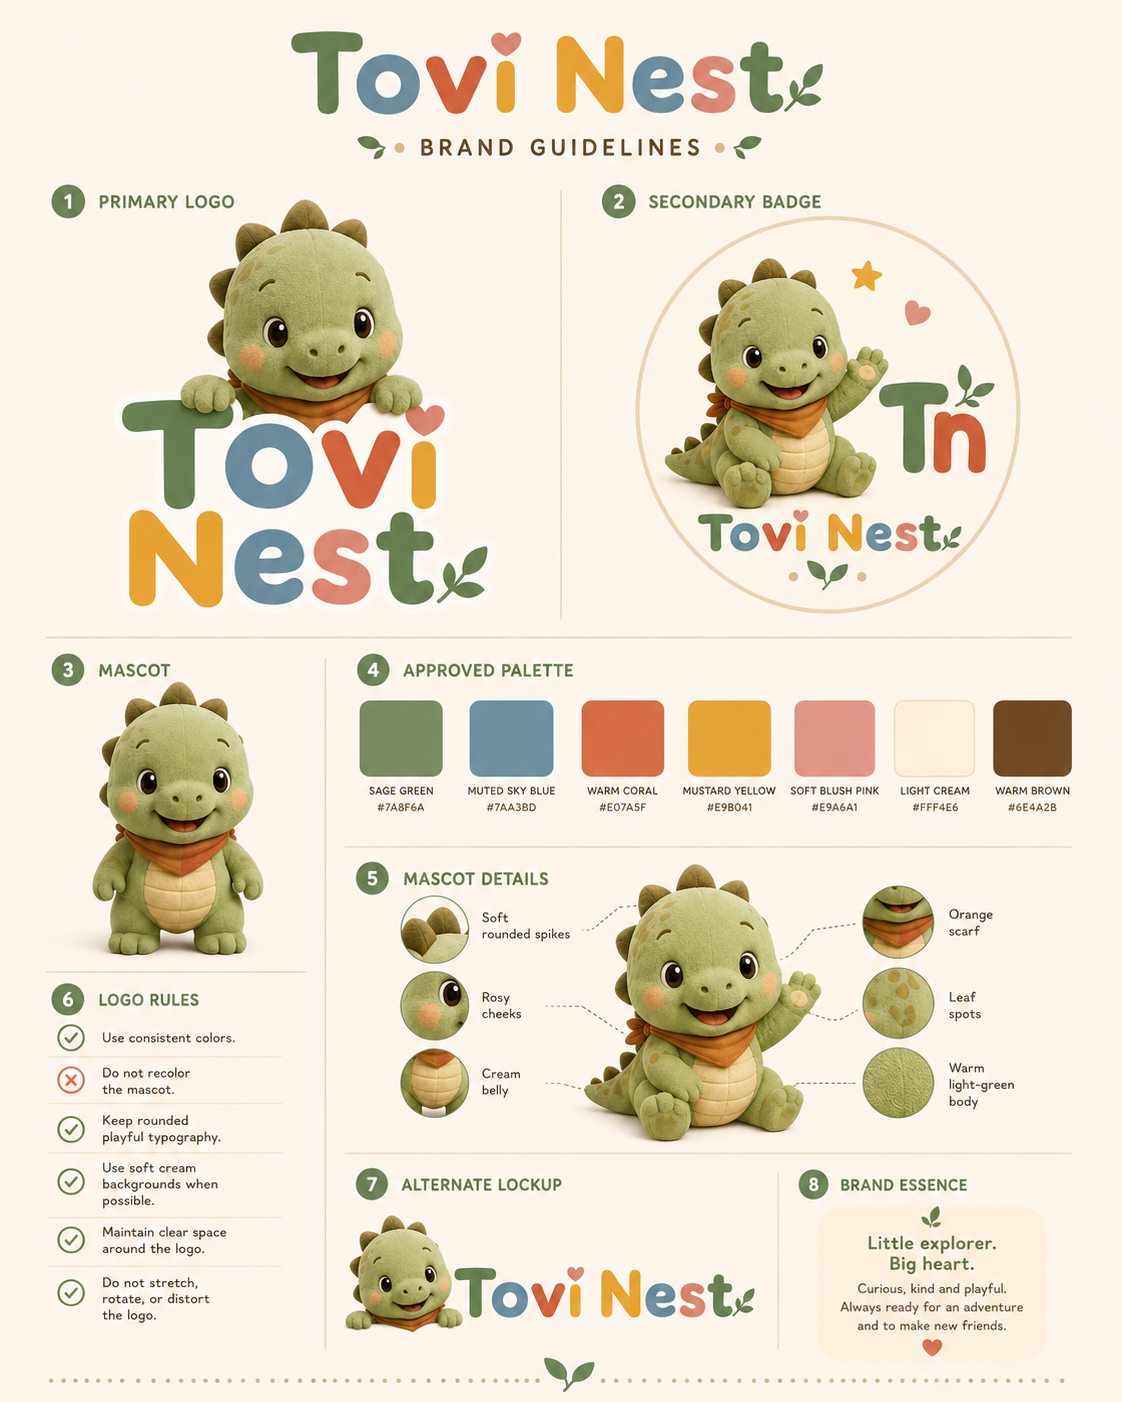 Tovi Nest
BRAND GUIDELINES
1 PRIMARY LOGO
Tovi
Nest
2 SECONDARY BADGE
Tn
Tovi Nest
3 MASCOT
4 APPROVED PALETTE
SAGE GREEN
#7A8F6A
MUTED SKY BLUE
#7AA3BD
WARM CORAL
#E07A5F
MUSTARD YELLOW
#E9B041
SOFT BLUSH PINK
#E9A6A1
LIGHT CREAM
#FFF4E6
WARM BROWN
#6E4A2B
5 MASCOT DETAILS
Soft
rounded spikes
Rosy
cheeks
Cream
belly
Orange
scarf
Leaf
spots
Warm
light-green
body
6 LOGO RULES
Use consistent colors.
Do not recolor
the mascot.
Keep rounded
playful typography.
Use soft cream
backgrounds when
possible.
Maintain clear space
around the logo.
Do not stretch,
rotate, or distort
the logo.
7 ALTERNATE LOCKUP
Tovi Nest
8 BRAND ESSENCE
Little explorer.
Big heart.
Curious, kind and playful.
Always ready for an adventure
and to make new friends.